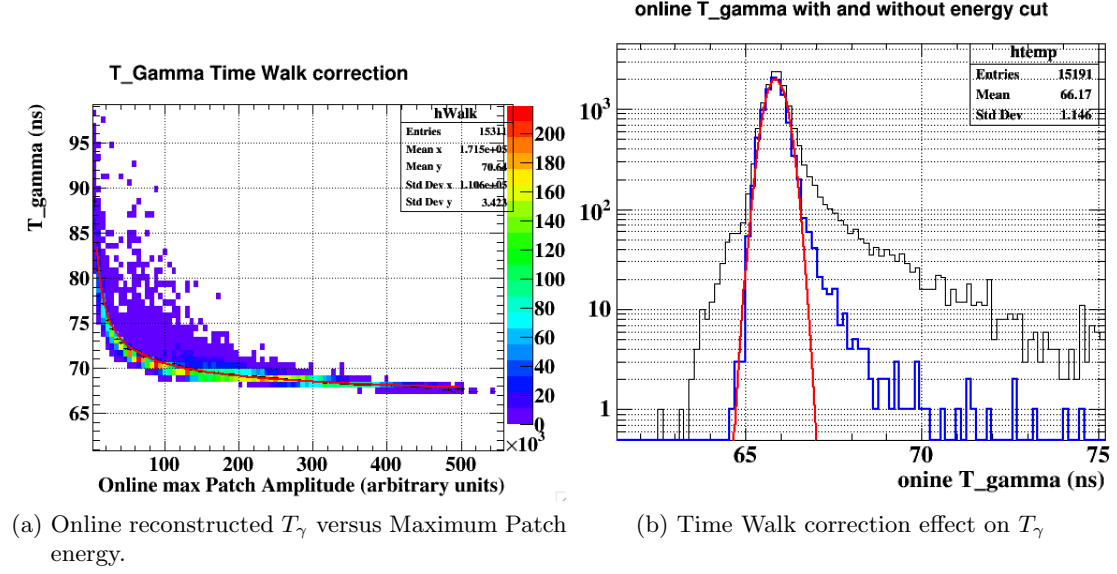 online T_gamma with and without energy cut
T_Gamma Time Walk correction
T_gamma (ns)
95
90
85
80
75
70
65
hWalk
Entries 15311
Mean x 1.715e+05
Mean y 70.64
Std Dev x 1.106e+05
Std Dev y 3.423
200
180
160
140
120
100
80
60
40
20
0
×10³
100 200 300 400 500
Online max Patch Amplitude (arbitrary units)
htemp
Entries 15191
Mean 66.17
Std Dev 1.146
10³
10²
10
1
65 70 75
onine T_gamma (ns)
(a) Online reconstructed Tγ versus Maximum Patch
energy.
(b) Time Walk correction effect on Tγ